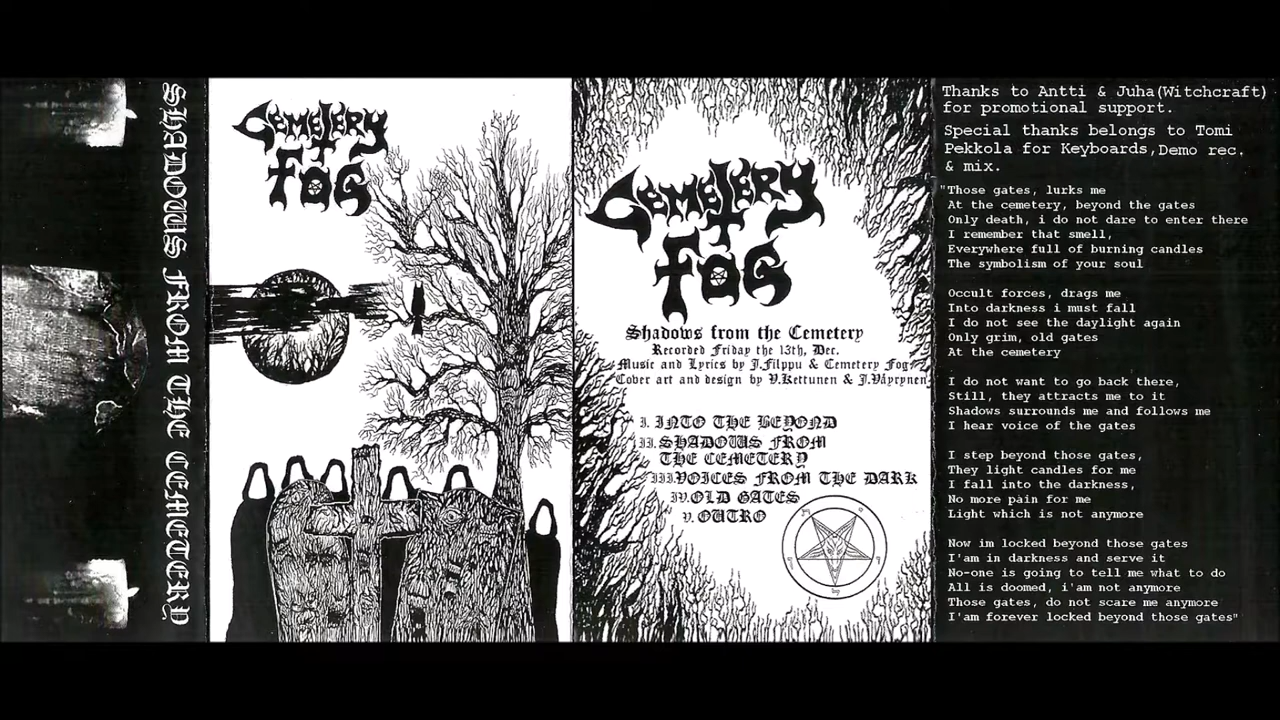 SHADOWS FROM THE CEMETERY
CEMETERY
FOG
CEMETERY
FOG
Shadows from the Cemetery
Recorded Friday the 13th, Dec.
Music and Lyrics by J.Filppu & Cemetery Fog
Cober art and design by V.Kettunen & J.Väyrynen
I. INTO THE BEYOND
II. SHADOWS FROM
THE CEMETERY
III VOICES FROM THE DARK
IV. OLD GATES
V. OUTRO
Thanks to Antti & Juha(Witchcraft)
for promotional support.
Special thanks belongs to Tomi
Pekkola for Keyboards,Demo rec.
& mix.
"Those gates, lurks me
At the cemetery, beyond the gates
Only death, i do not dare to enter there
I remember that smell,
Everywhere full of burning candles
The symbolism of your soul
Occult forces, drags me
Into darkness i must fall
I do not see the daylight again
Only grim, old gates
At the cemetery
I do not want to go back there,
Still, they attracts me to it
Shadows surrounds me and follows me
I hear voice of the gates
I step beyond those gates,
They light candles for me
I fall into the darkness,
No more pain for me
Light which is not anymore
Now im locked beyond those gates
I'am in darkness and serve it
No-one is going to tell me what to do
All is doomed, i'am not anymore
Those gates, do not scare me anymore
I'am forever locked beyond those gates"